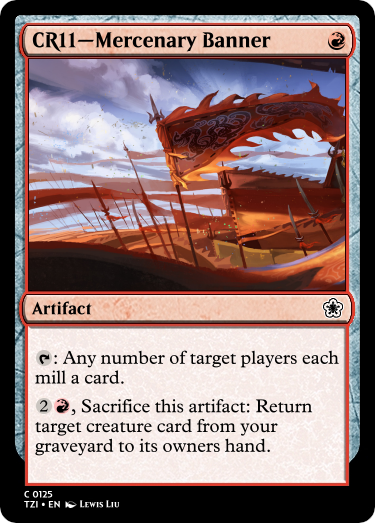 CR11—Mercenary Banner
Artifact
: Any number of target players each
mill a card.
2 , Sacrifice this artifact: Return
target creature card from your
graveyard to its owners hand.
C 0125
TZI • EN Lewis Liu